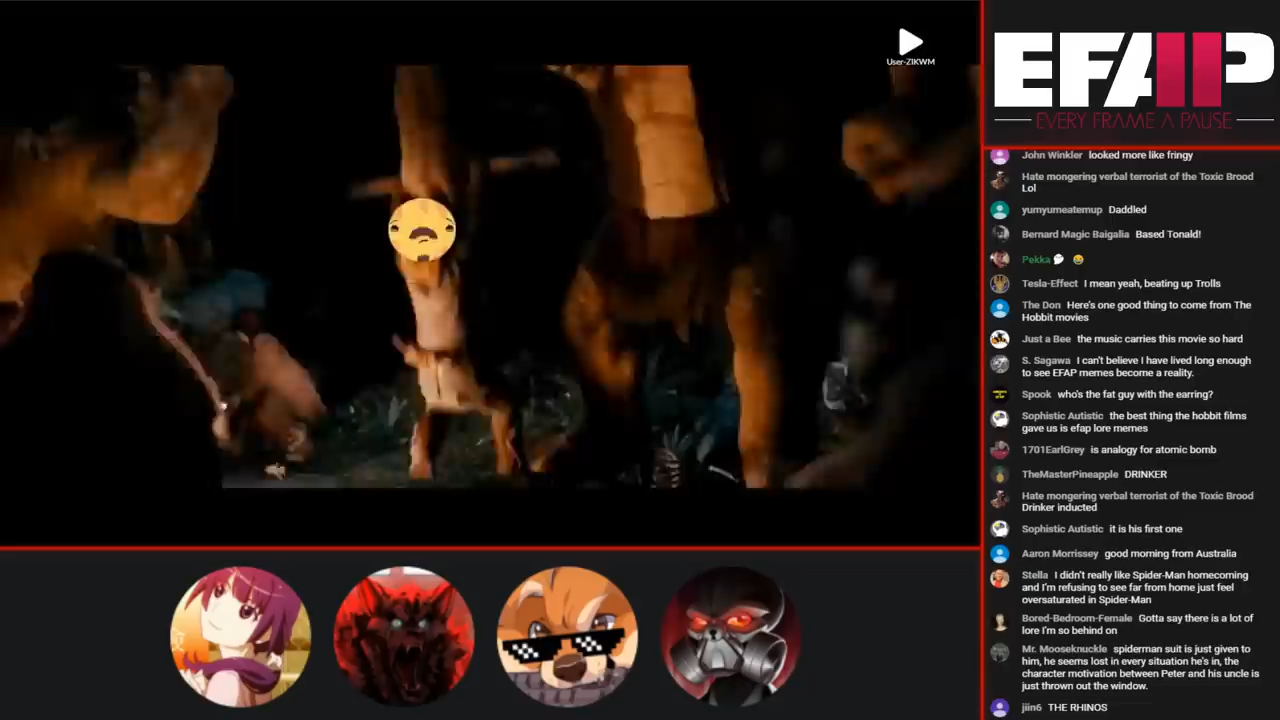 User-ZIKWM
EFAP
EVERY FRAME A PAUSE
John Winkler looked more like fringy
Hate mongering verbal terrorist of the Toxic Brood
Lol
yumyumeatemup Daddled
Bernard Magic Baigalia Based Tonald!
Pekka
Tesla-Effect I mean yeah, beating up Trolls
The Don Here's one good thing to come from The
Hobbit movies
Just a Bee the music carries this movie so hard
S. Sagawa I can't believe I have lived long enough
to see EFAP memes become a reality.
Spook who's the fat guy with the earring?
Sophistic Autistic the best thing the hobbit films
gave us is efap lore memes
1701EarlGrey is analogy for atomic bomb
TheMasterPineapple DRINKER
Hate mongering verbal terrorist of the Toxic Brood
Drinker inducted
Sophistic Autistic it is his first one
Aaron Morrissey good morning from Australia
Stella I didn't really like Spider-Man homecoming
and I'm refusing to see far from home just feel
oversaturated in Spider-Man
Bored-Bedroom-Female Gotta say there is a lot of
lore I'm so behind on
Mr. Mooseknuckle spiderman suit is just given to
him, he seems lost in every situation he's in, the
character motivation between Peter and his uncle is
just thrown out the window.
jiin6 THE RHINOS